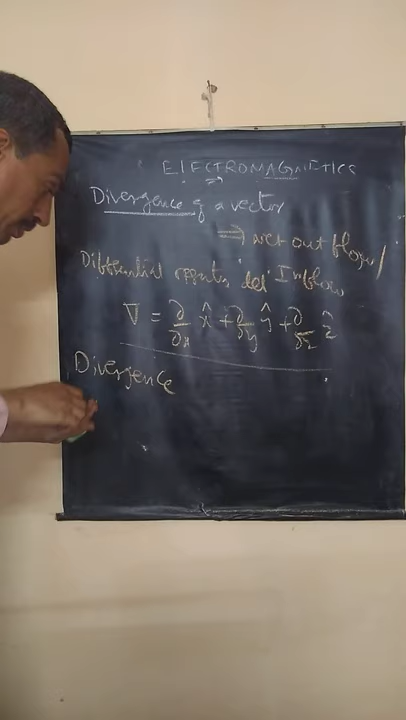 ELECTROMAGNETICS
Divergence of a vector
⇒ net out flow/
Differential operator del Inflow
∇ = ∂/∂x x̂ + ∂/∂y ŷ + ∂/∂z ẑ
Divergence